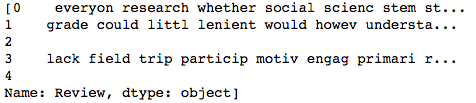 [0    everyon research whether social scienc stem st...
1    grade could littl lenient would howev understa...
2
3    lack field trip particip motiv engag primari r...
4
Name: Review, dtype: object]